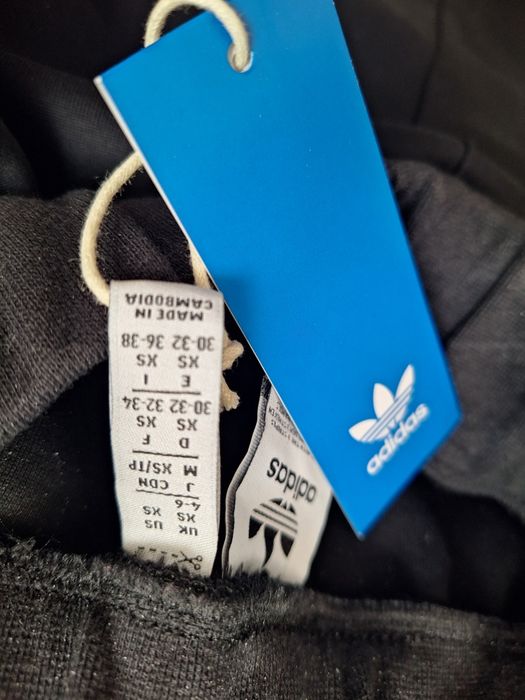 adidas
UK US
XS XS
4-6
J CDN
M XS/TP
D F
XS XS
30-32 32-34
E I
XS XS
30-32 36-38
MADE IN
CAMBODIA
adidas